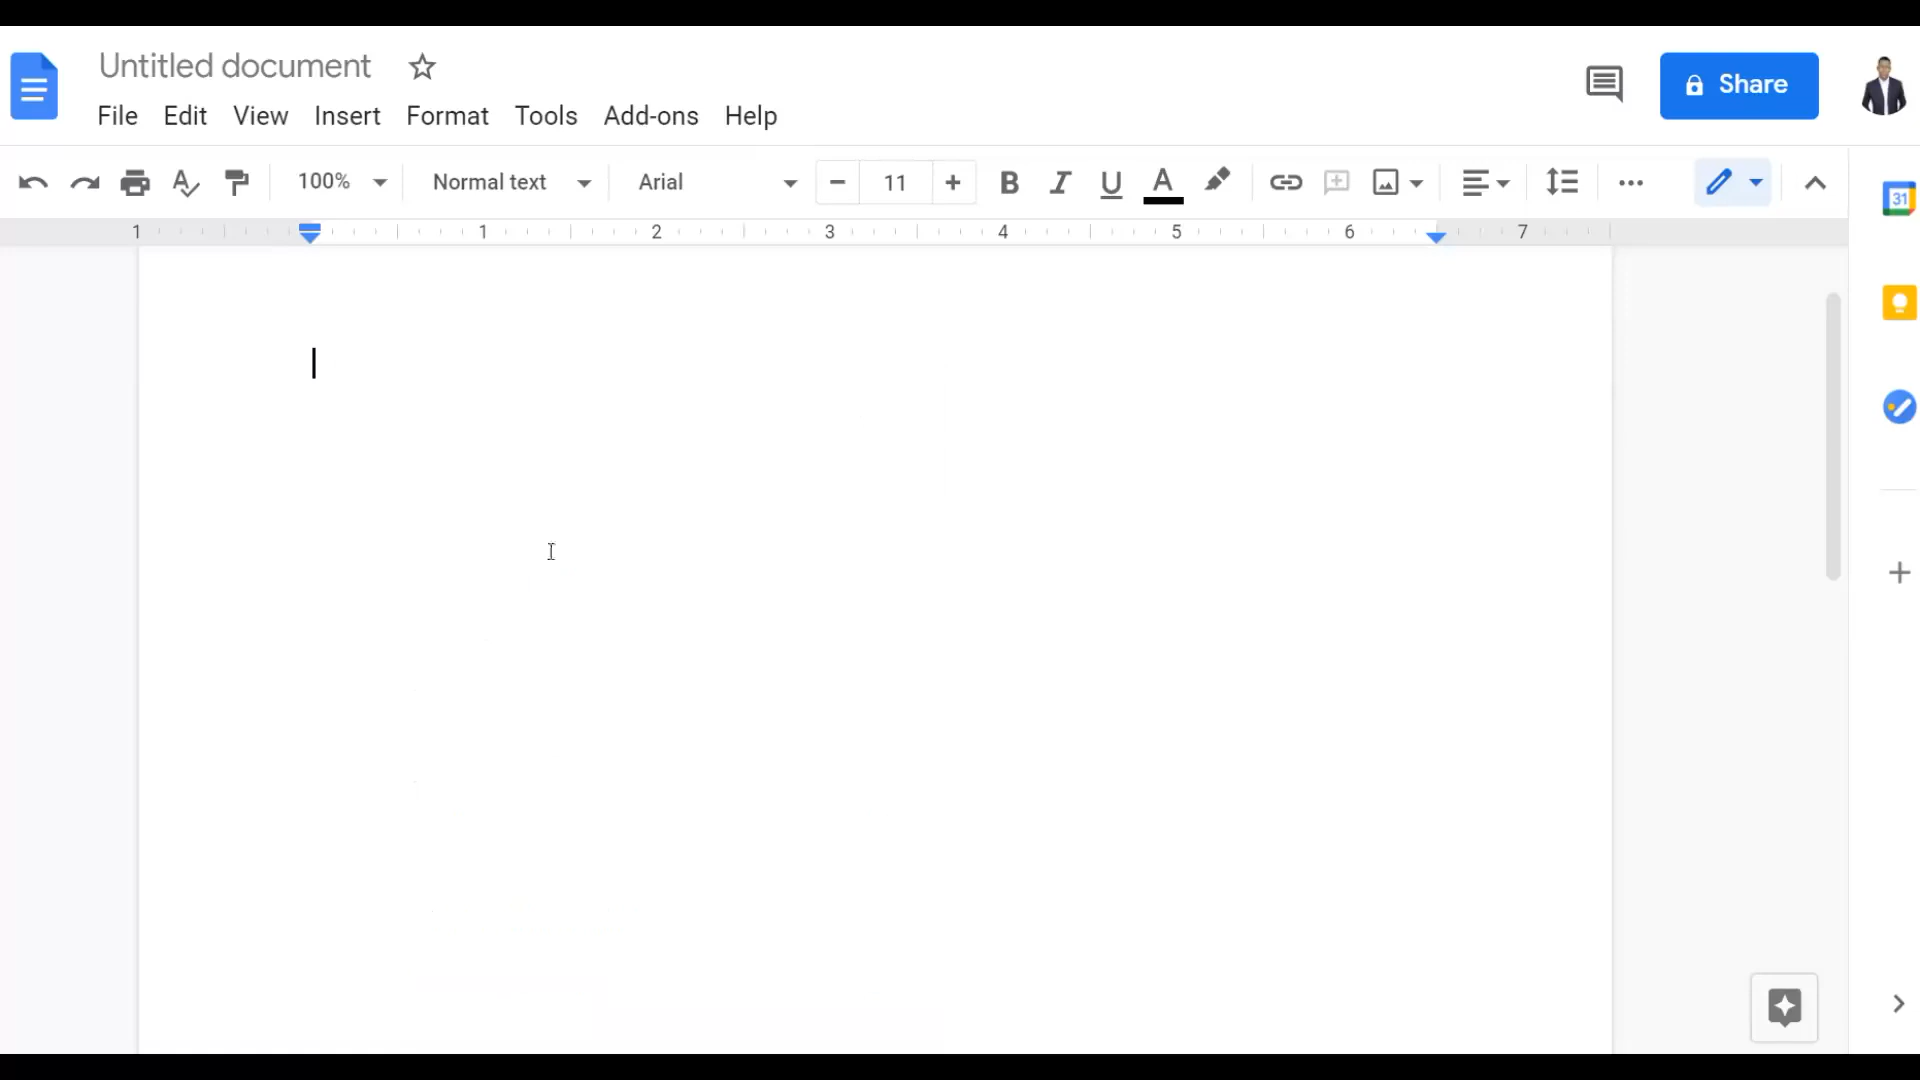 Untitled document
File Edit View Insert Format Tools Add-ons Help
Share
100% Normal text Arial 11 B I U A
1 1 2 3 4 5 6 7
31